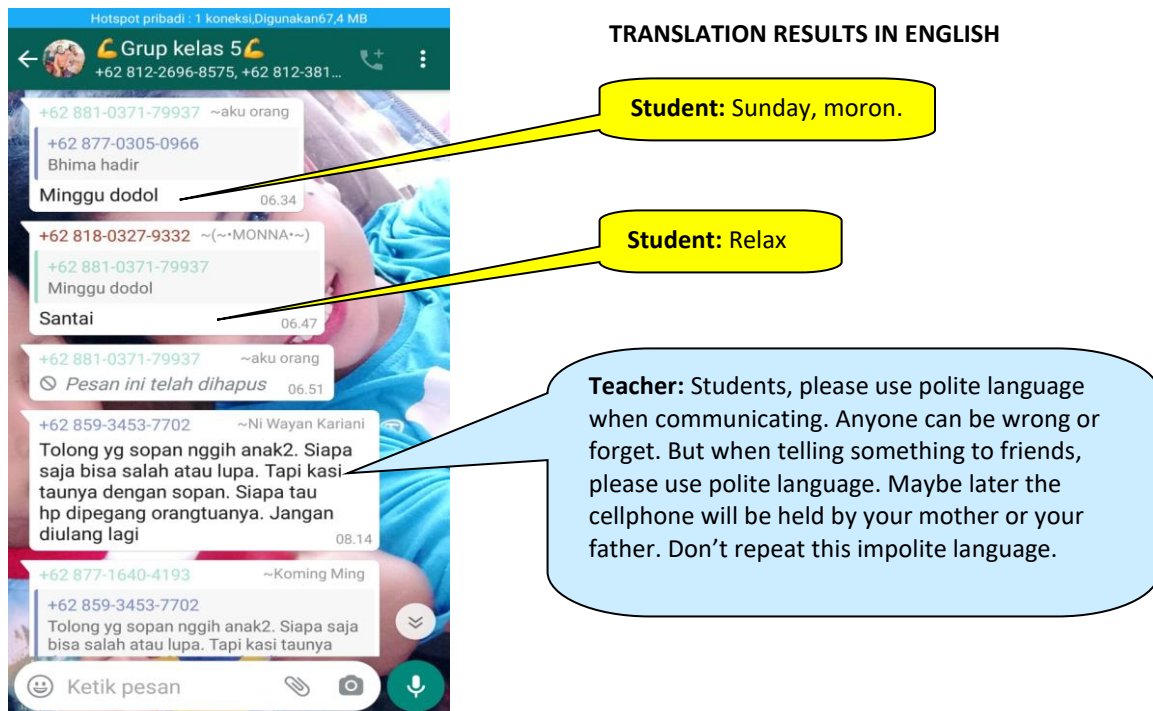 Hotspot pribadi : 1 koneksi,Digunakan67,4 MB
TRANSLATION RESULTS IN ENGLISH
💪Grup kelas 5💪
+62 812-2696-8575, +62 812-381...
+62 881-0371-79937 ~aku orang
+62 877-0305-0966
Bhima hadir
Minggu dodol
06.34
Student: Sunday, moron.
+62 818-0327-9332 ~(~•MONNA•~)
+62 881-0371-79937
Minggu dodol
Santai
06.47
Student: Relax
+62 881-0371-79937 ~aku orang
Pesan ini telah dihapus 06.51
+62 859-3453-7702 ~Ni Wayan Kariani
Tolong yg sopan nggih anak2. Siapa
saja bisa salah atau lupa. Tapi kasi
taunya dengan sopan. Siapa tau
hp dipegang orangtuanya. Jangan
diulang lagi
08.14
Teacher: Students, please use polite language
when communicating. Anyone can be wrong or
forget. But when telling something to friends,
please use polite language. Maybe later the
cellphone will be held by your mother or your
father. Don’t repeat this impolite language.
+62 877-1640-4193 ~Koming Ming
+62 859-3453-7702
Tolong yg sopan nggih anak2. Siapa saja
bisa salah atau lupa. Tapi kasi taunya
Ketik pesan